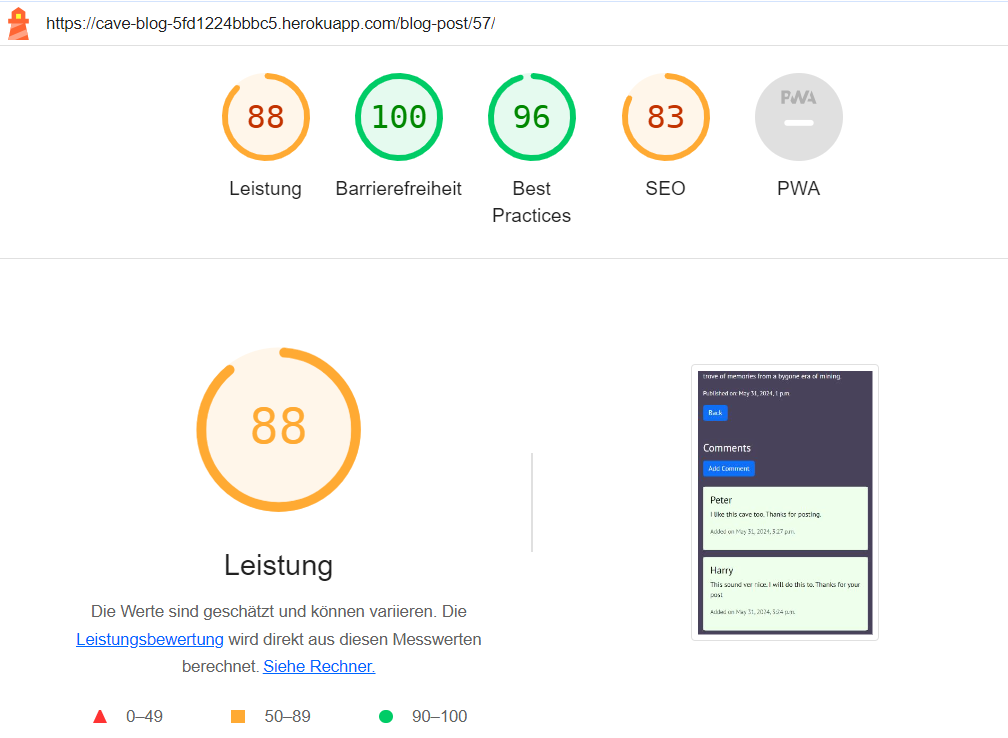 https://cave-blog-5fd1224bbbc5.herokuapp.com/blog-post/57/
88
100
96
83
PWA
Leistung
Barrierefreiheit
Best
Practices
SEO
PWA
88
Leistung
Die Werte sind geschätzt und können variieren. Die
Leistungsbewertung wird direkt aus diesen Messwerten
berechnet. Siehe Rechner.
0–49
50–89
90–100
trove of memories from a bygone era of mining.
Published on: May 31, 2024, 1 p.m.
Back
Comments
Add Comment
Peter
I like this cave too. Thanks for posting.
Added on May 31, 2024, 3:27 p.m.
Harry
This sound ver nice. I will do this to. Thanks for your
post
Added on May 31, 2024, 3:24 p.m.